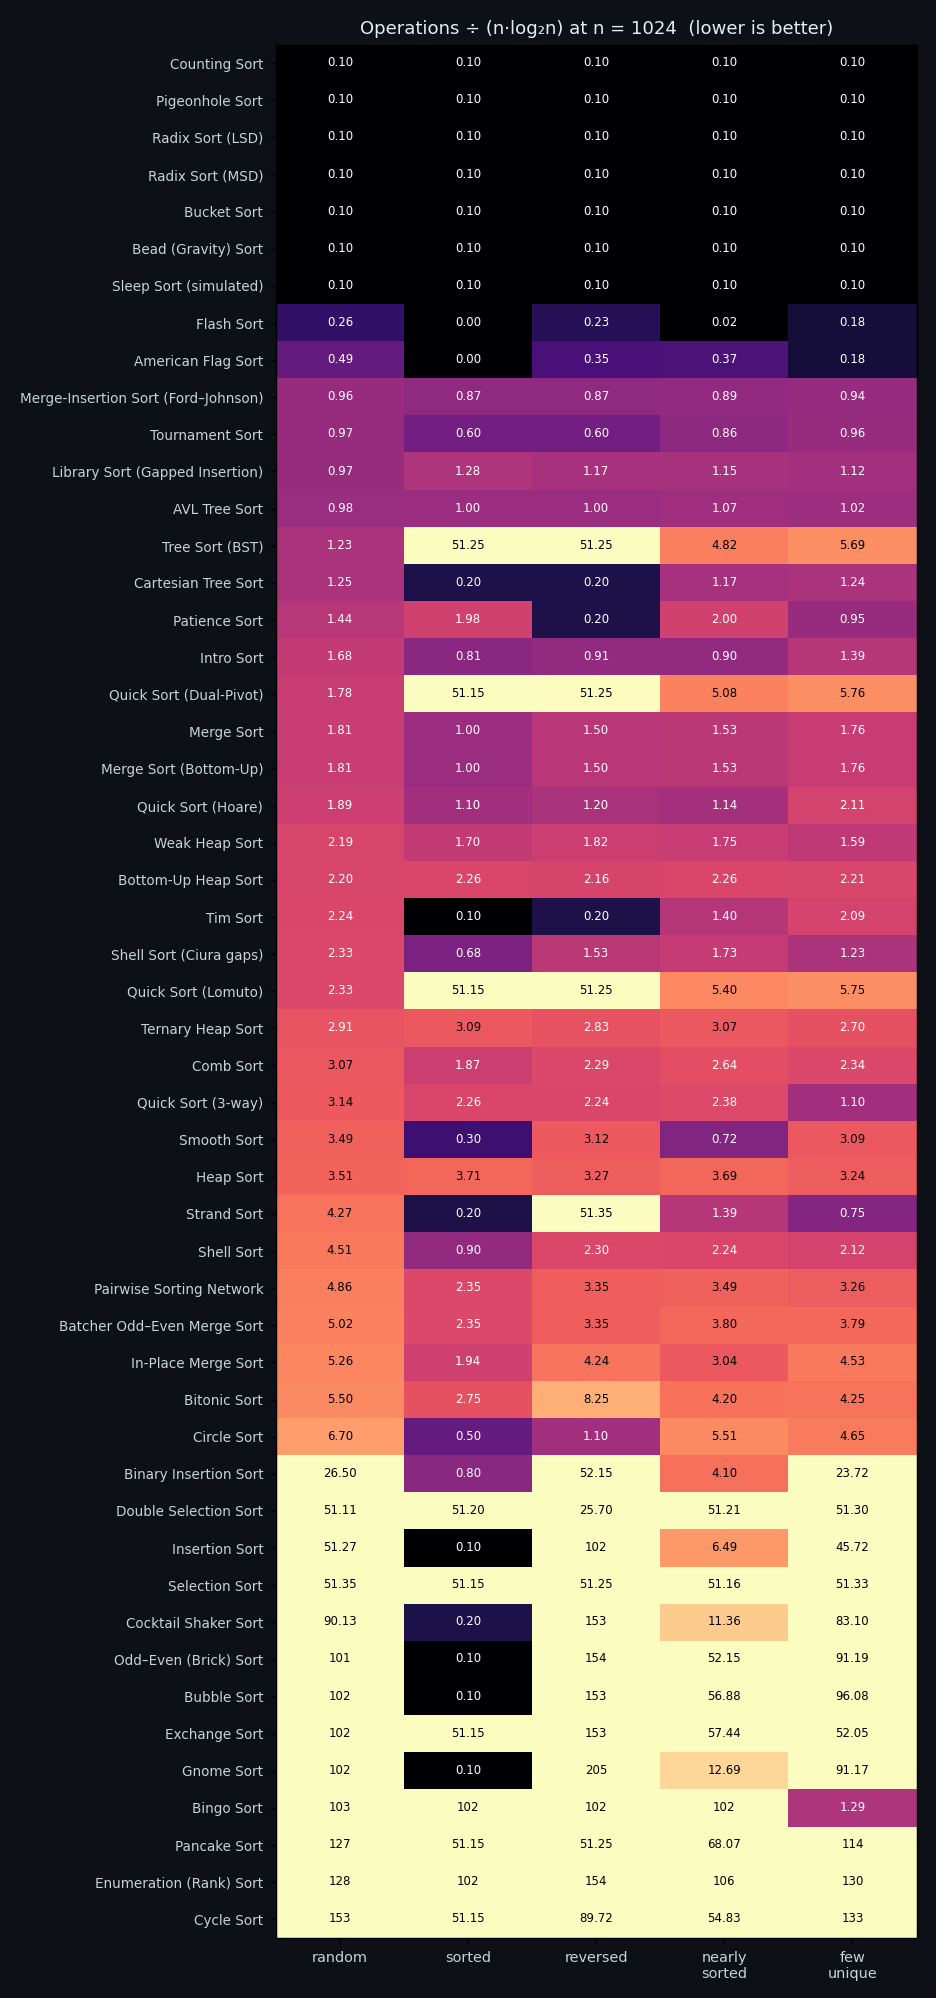 Operations ÷ (n·log₂n) at n = 1024 (lower is better)
Counting Sort 0.10 0.10 0.10 0.10 0.10
Pigeonhole Sort 0.10 0.10 0.10 0.10 0.10
Radix Sort (LSD) 0.10 0.10 0.10 0.10 0.10
Radix Sort (MSD) 0.10 0.10 0.10 0.10 0.10
Bucket Sort 0.10 0.10 0.10 0.10 0.10
Bead (Gravity) Sort 0.10 0.10 0.10 0.10 0.10
Sleep Sort (simulated) 0.10 0.10 0.10 0.10 0.10
Flash Sort 0.26 0.00 0.23 0.02 0.18
American Flag Sort 0.49 0.00 0.35 0.37 0.18
Merge-Insertion Sort (Ford–Johnson) 0.96 0.87 0.87 0.89 0.94
Tournament Sort 0.97 0.60 0.60 0.86 0.96
Library Sort (Gapped Insertion) 0.97 1.28 1.17 1.15 1.12
AVL Tree Sort 0.98 1.00 1.00 1.07 1.02
Tree Sort (BST) 1.23 51.25 51.25 4.82 5.69
Cartesian Tree Sort 1.25 0.20 0.20 1.17 1.24
Patience Sort 1.44 1.98 0.20 2.00 0.95
Intro Sort 1.68 0.81 0.91 0.90 1.39
Quick Sort (Dual-Pivot) 1.78 51.15 51.25 5.08 5.76
Merge Sort 1.81 1.00 1.50 1.53 1.76
Merge Sort (Bottom-Up) 1.81 1.00 1.50 1.53 1.76
Quick Sort (Hoare) 1.89 1.10 1.20 1.14 2.11
Weak Heap Sort 2.19 1.70 1.82 1.75 1.59
Bottom-Up Heap Sort 2.20 2.26 2.16 2.26 2.21
Tim Sort 2.24 0.10 0.20 1.40 2.09
Shell Sort (Ciura gaps) 2.33 0.68 1.53 1.73 1.23
Quick Sort (Lomuto) 2.33 51.15 51.25 5.40 5.75
Ternary Heap Sort 2.91 3.09 2.83 3.07 2.70
Comb Sort 3.07 1.87 2.29 2.64 2.34
Quick Sort (3-way) 3.14 2.26 2.24 2.38 1.10
Smooth Sort 3.49 0.30 3.12 0.72 3.09
Heap Sort 3.51 3.71 3.27 3.69 3.24
Strand Sort 4.27 0.20 51.35 1.39 0.75
Shell Sort 4.51 0.90 2.30 2.24 2.12
Pairwise Sorting Network 4.86 2.35 3.35 3.49 3.26
Batcher Odd–Even Merge Sort 5.02 2.35 3.35 3.80 3.79
In-Place Merge Sort 5.26 1.94 4.24 3.04 4.53
Bitonic Sort 5.50 2.75 8.25 4.20 4.25
Circle Sort 6.70 0.50 1.10 5.51 4.65
Binary Insertion Sort 26.50 0.80 52.15 4.10 23.72
Double Selection Sort 51.11 51.20 25.70 51.21 51.30
Insertion Sort 51.27 0.10 102 6.49 45.72
Selection Sort 51.35 51.15 51.25 51.16 51.33
Cocktail Shaker Sort 90.13 0.20 153 11.36 83.10
Odd–Even (Brick) Sort 101 0.10 154 52.15 91.19
Bubble Sort 102 0.10 153 56.88 96.08
Exchange Sort 102 51.15 153 57.44 52.05
Gnome Sort 102 0.10 205 12.69 91.17
Bingo Sort 103 102 102 102 1.29
Pancake Sort 127 51.15 51.25 68.07 114
Enumeration (Rank) Sort 128 102 154 106 130
Cycle Sort 153 51.15 89.72 54.83 133
random sorted reversed nearly few
sorted unique